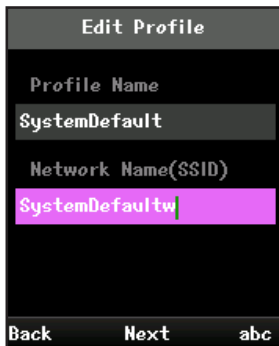 Edit Profile
Profile Name
SystemDefault
Network Name(SSID)
SystemDefaultw
Back Next abc